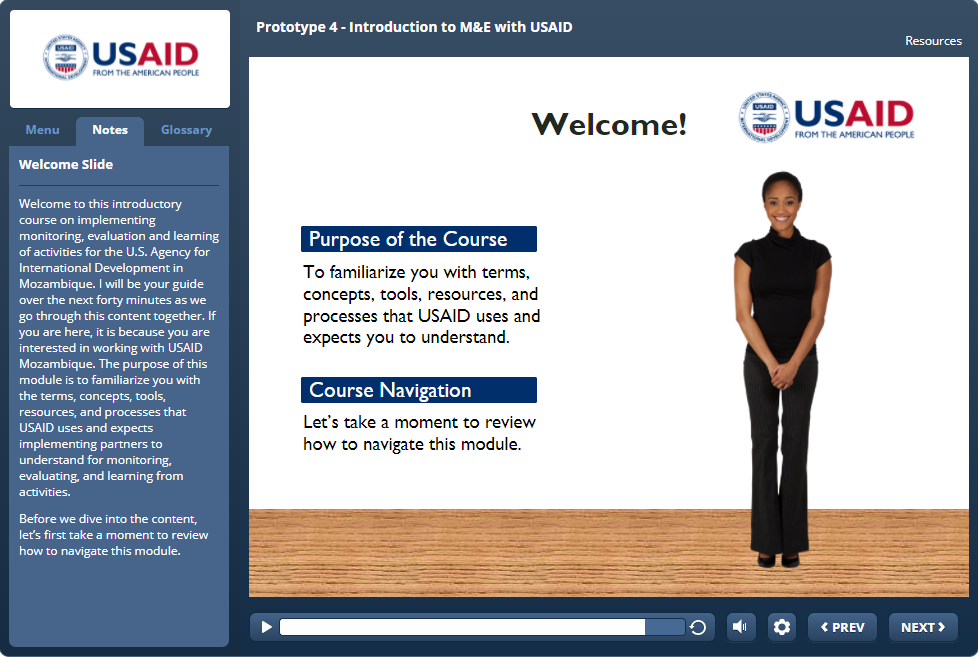 USAID
USAID
FROM THE AMERICAN PEOPLE
Prototype 4 - Introduction to M&E with USAID
Resources
Menu
Notes
Glossary
Welcome Slide
Welcome to this introductory
course on implementing
monitoring, evaluation and learning
of activities for the U.S. Agency for
International Development in
Mozambique. I will be your guide
over the next forty minutes as we
go through this content together. If
you are here, it is because you are
interested in working with USAID
Mozambique. The purpose of this
module is to familiarize you with
the terms, concepts, tools,
resources, and processes that
USAID uses and expects
implementing partners to
understand for monitoring,
evaluating, and learning from
activities.
Before we dive into the content,
let's first take a moment to review
how to navigate this module.
Welcome!
UNITED STATES AGENCY
INTERNATIONAL DEVELOPMENT
USAID
USAID
FROM THE AMERICAN PEOPLE
Purpose of the Course
To familiarize you with terms,
concepts, tools, resources, and
processes that USAID uses and
expects you to understand.
Course Navigation
Let's take a moment to review
how to navigate this module.
PREV
NEXT